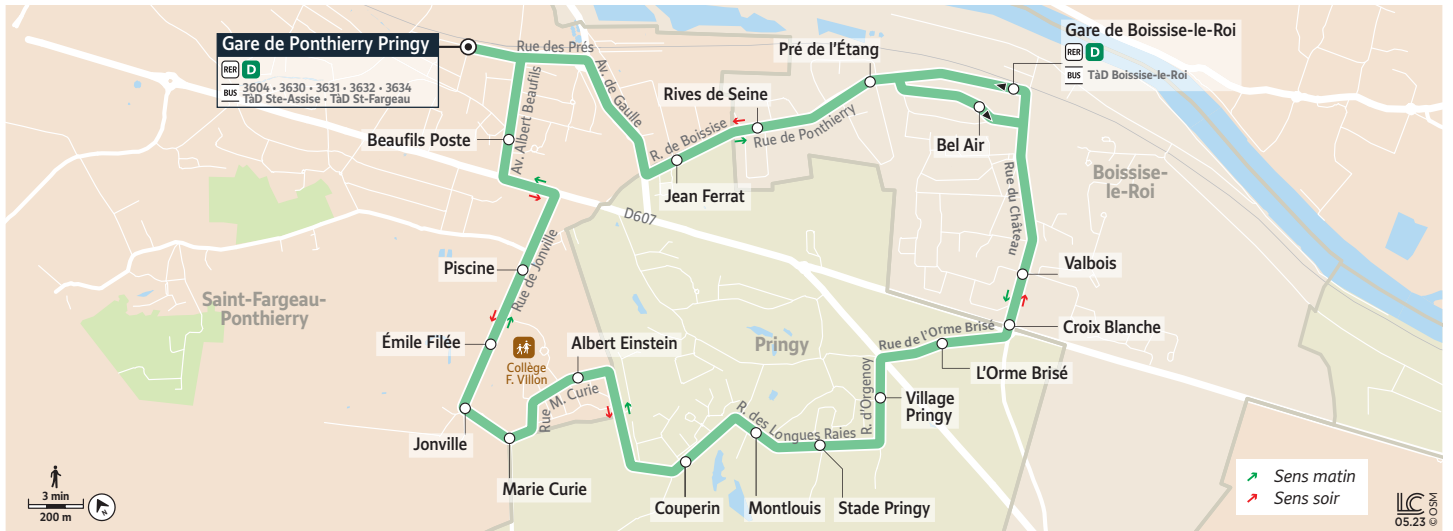 Gare de Ponthierry Pringy
RER D
BUS 3604 • 3630 • 3631 • 3632 • 3634
TàD Ste-Assise • TàD St-Fargeau
Rue des Prés
Av. de Gaulle
Pré de l'Étang
Gare de Boissise-le-Roi
RER D
BUS TàD Boissise-le-Roi
Rives de Seine
Beaufils Poste
Av. Albert Beaufils
R. de Boissise
Rue de Ponthierry
Bel Air
Jean Ferrat
Boissise-
le-Roi
Rue du Château
D607
Piscine
Rue de Jonville
Valbois
Saint-Fargeau-
Ponthierry
Émile Filée
Collège
F. Villon
Albert Einstein
Pringy
Rue de l'Orme Brisé
Croix Blanche
L'Orme Brisé
Rue M. Curie
R. d'Orgenoy
Village
Pringy
R. des Longues Raies
Jonville
Marie Curie
Couperin
Montlouis
Stade Pringy
3 min
200 m
N
Sens matin
Sens soir
LC
05.23 © OSM